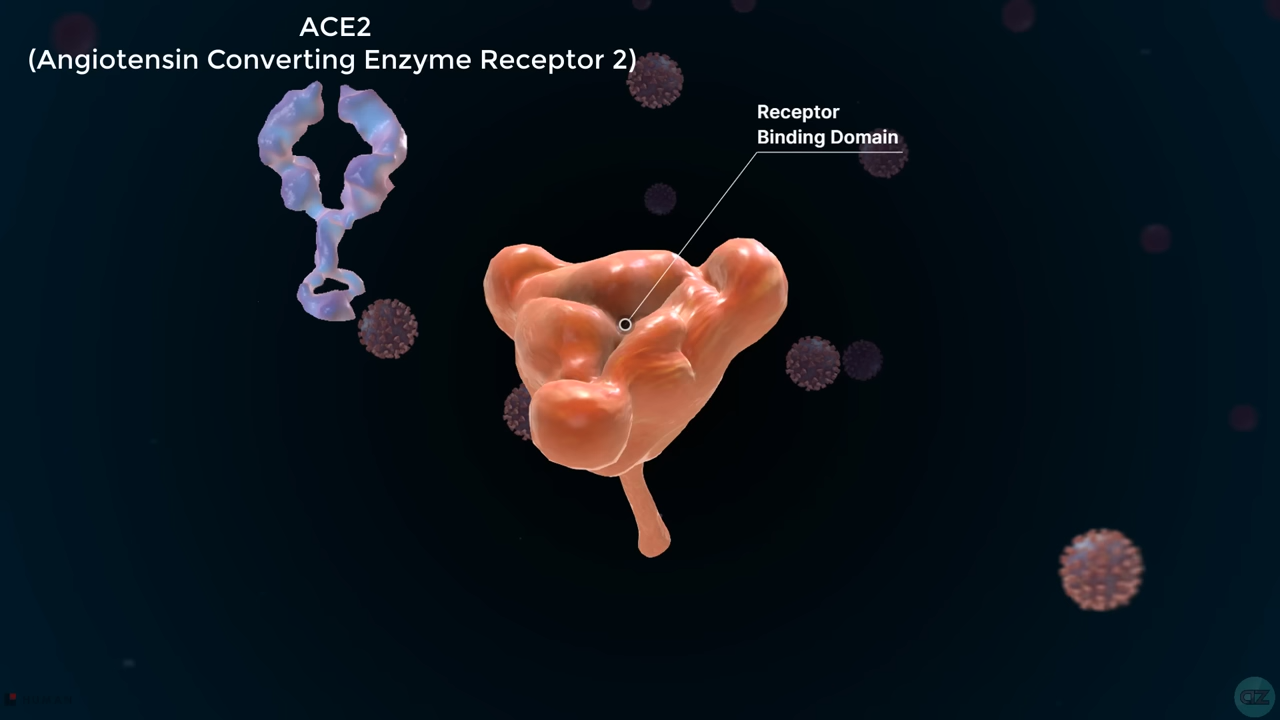 ACE2
(Angiotensin Converting Enzyme Receptor 2)
Receptor
Binding Domain